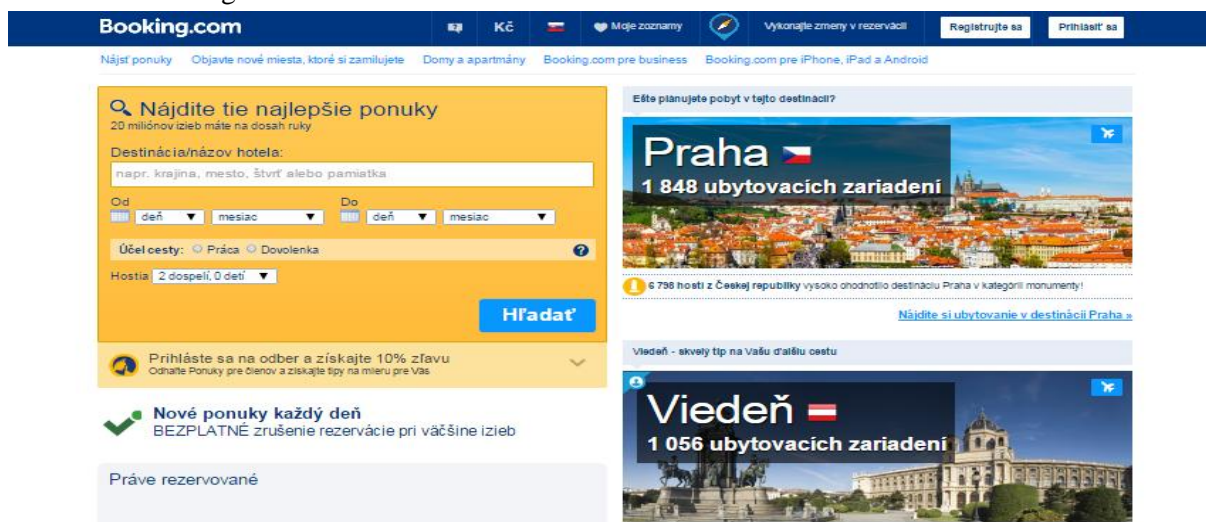 Booking.com
Kč
Moje zoznamy
Vykonajte zmeny v rezervácii
Registrujte sa
Prihlásiť sa
Nájsť ponuky
Objavte nové miesta, ktoré si zamilujete
Domy a apartmány
Booking.com pre business
Booking.com pre iPhone, iPad a Android
Nájdite tie najlepšie ponuky
20 miliónov izieb máte na dosah ruky
Destinácia/názov hotela:
napr. krajina, mesto, štvrť alebo pamiatka
Od
Do
deň ▼ mesiac ▼
deň ▼ mesiac ▼
Účel cesty: Práca Dovolenka ?
Hostia 2 dospelí, 0 detí ▼
Hľadať
Prihláste sa na odber a získajte 10% zľavu
Odhaľte Ponuky pre členov a získajte tipy na mieru pre Vás
Nové ponuky každý deň
BEZPLATNÉ zrušenie rezervácie pri väčšine izieb
Práve rezervované
Ešte plánujete pobyt v tejto destinácii?
Praha
1 848 ubytovacích zariadení
6 798 hostí z Českej republiky vysoko ohodnotilo destináciu Praha v kategórii monumenty!
Nájdite si ubytovanie v destinácii Praha »
Viedeň - skvelý tip na Vašu ďalšiu cestu
Viedeň
1 056 ubytovacích zariadení